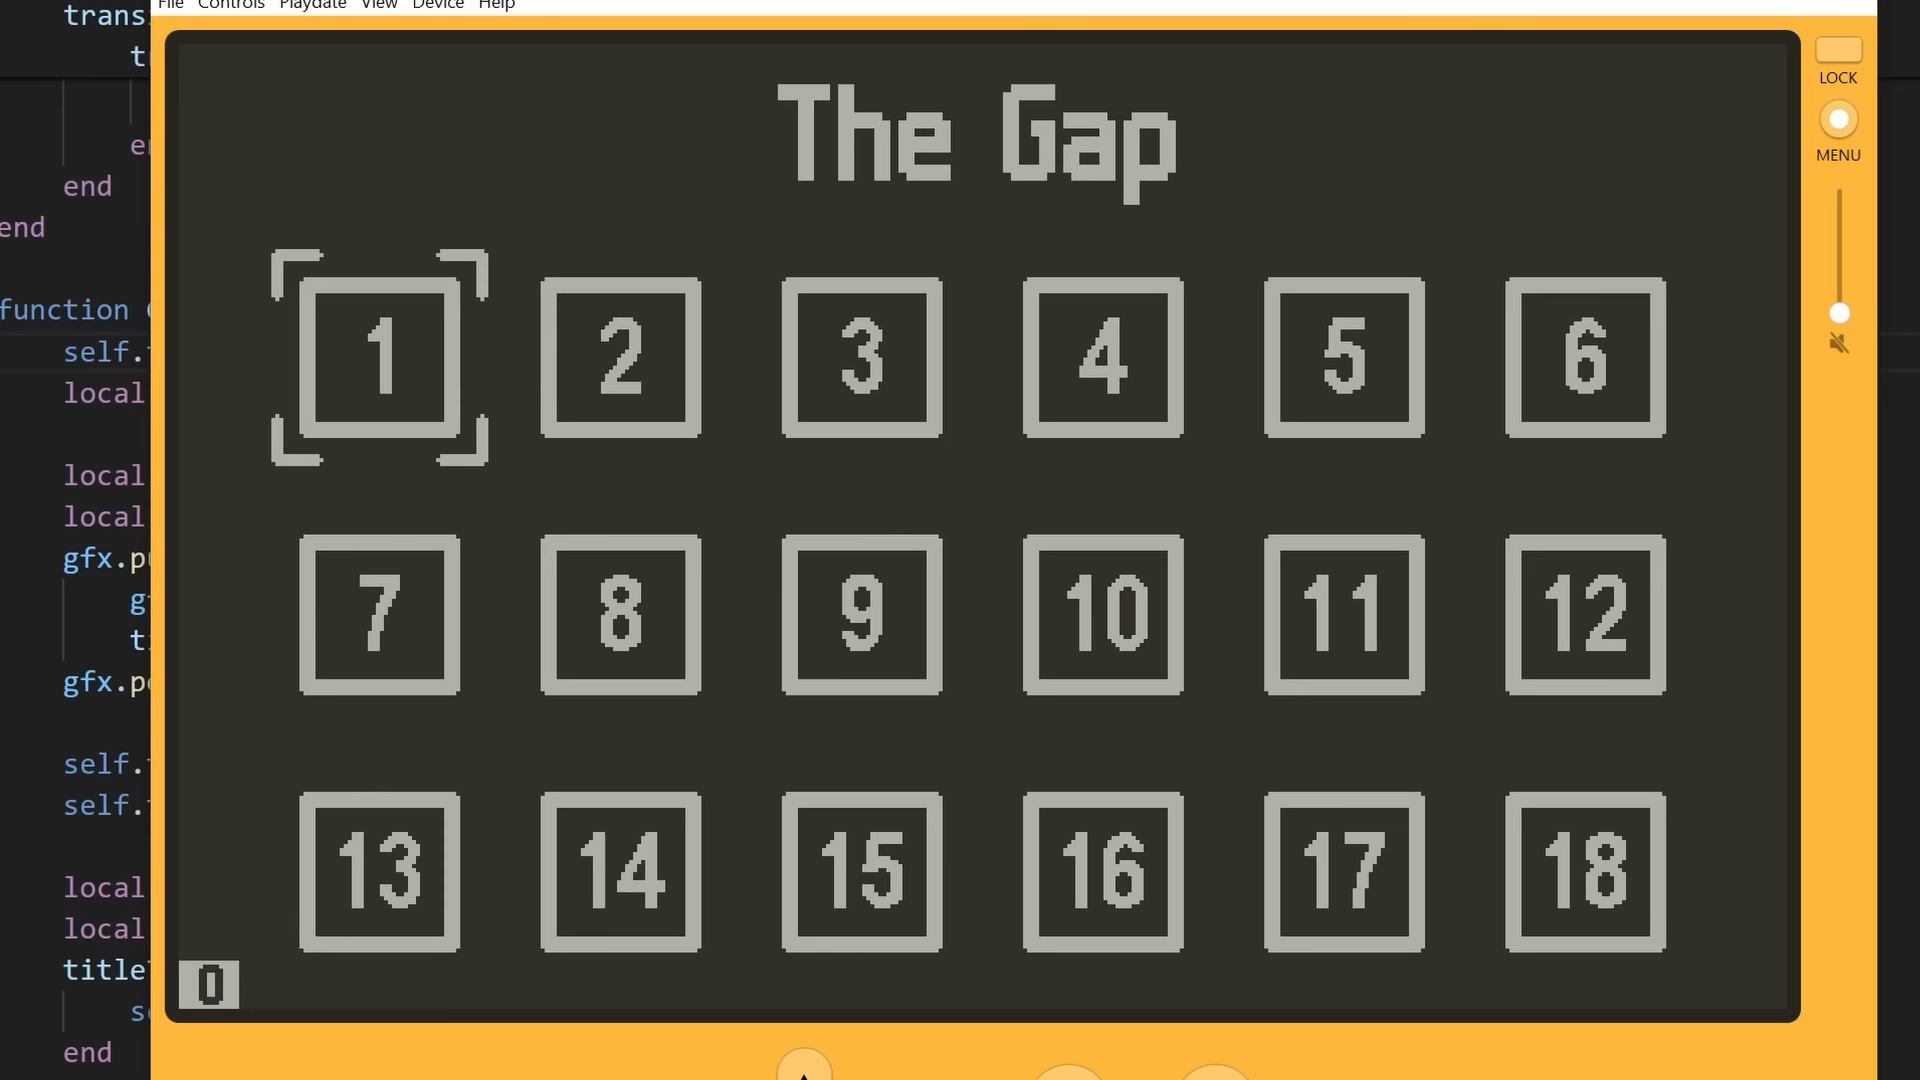 File Controls Playdate View Device Help
trans
end
end
function
self.
local
local
local
gfx.
gfx.
self.
self.
local
local
title
end
The Gap
1 2 3 4 5 6
7 8 9 10 11 12
13 14 15 16 17 18
0
LOCK
MENU